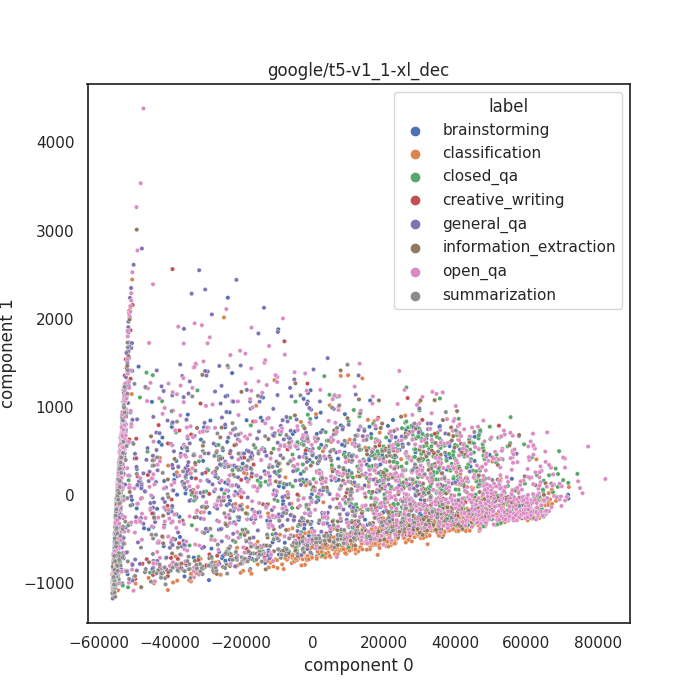 google/t5-v1_1-xl_dec
label
brainstorming
classification
closed_qa
creative_writing
general_qa
information_extraction
open_qa
summarization
component 1
4000
3000
2000
1000
0
−1000
−60000 −40000 −20000 0 20000 40000 60000 80000
component 0